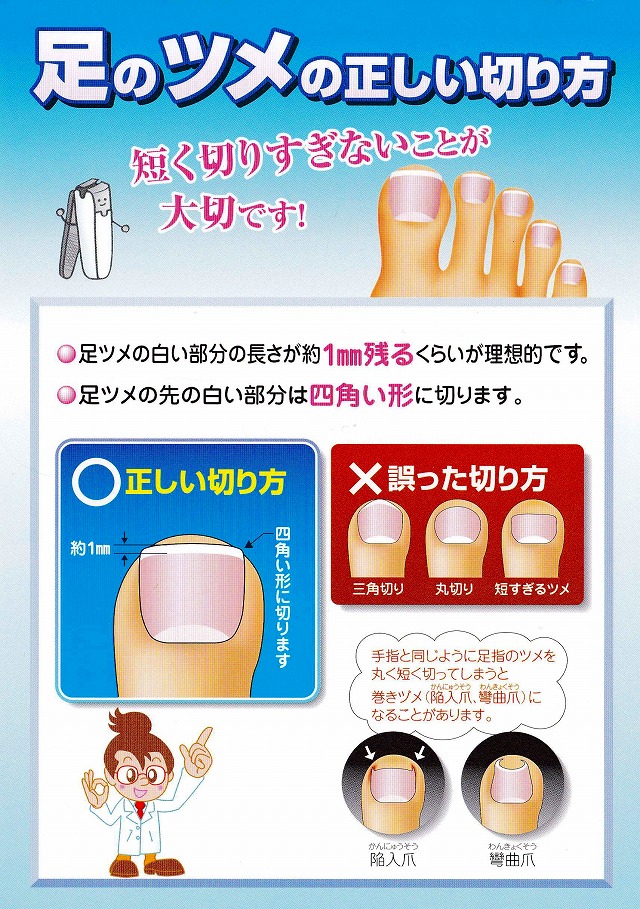 足のツメの正しい切り方
短く切りすぎないことが
大切です!
足ツメの白い部分の長さが約1mm残るくらいが理想的です。
足ツメの先の白い部分は四角い形に切ります。
○正しい切り方
約1mm
四角い形に切ります
×誤った切り方
三角切り 丸切り 短すぎるツメ
手指と同じように足指のツメを
丸く短く切ってしまうと
かんにゅうそう わんきょくそう
巻きヅメ(陥入爪、彎曲爪)に
なることがあります。
かんにゅうそう わんきょくそう
陥入爪 彎曲爪